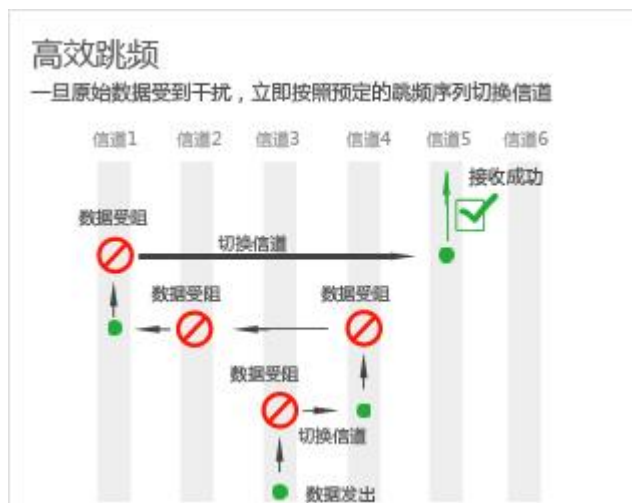 高效跳频
一旦原始数据受到干扰，立即按照预定的跳频序列切换信道
信道1 信道2 信道3 信道4 信道5 信道6
接收成功
数据受阻
切换信道
数据受阻 数据受阻
数据受阻
切换信道
数据发出